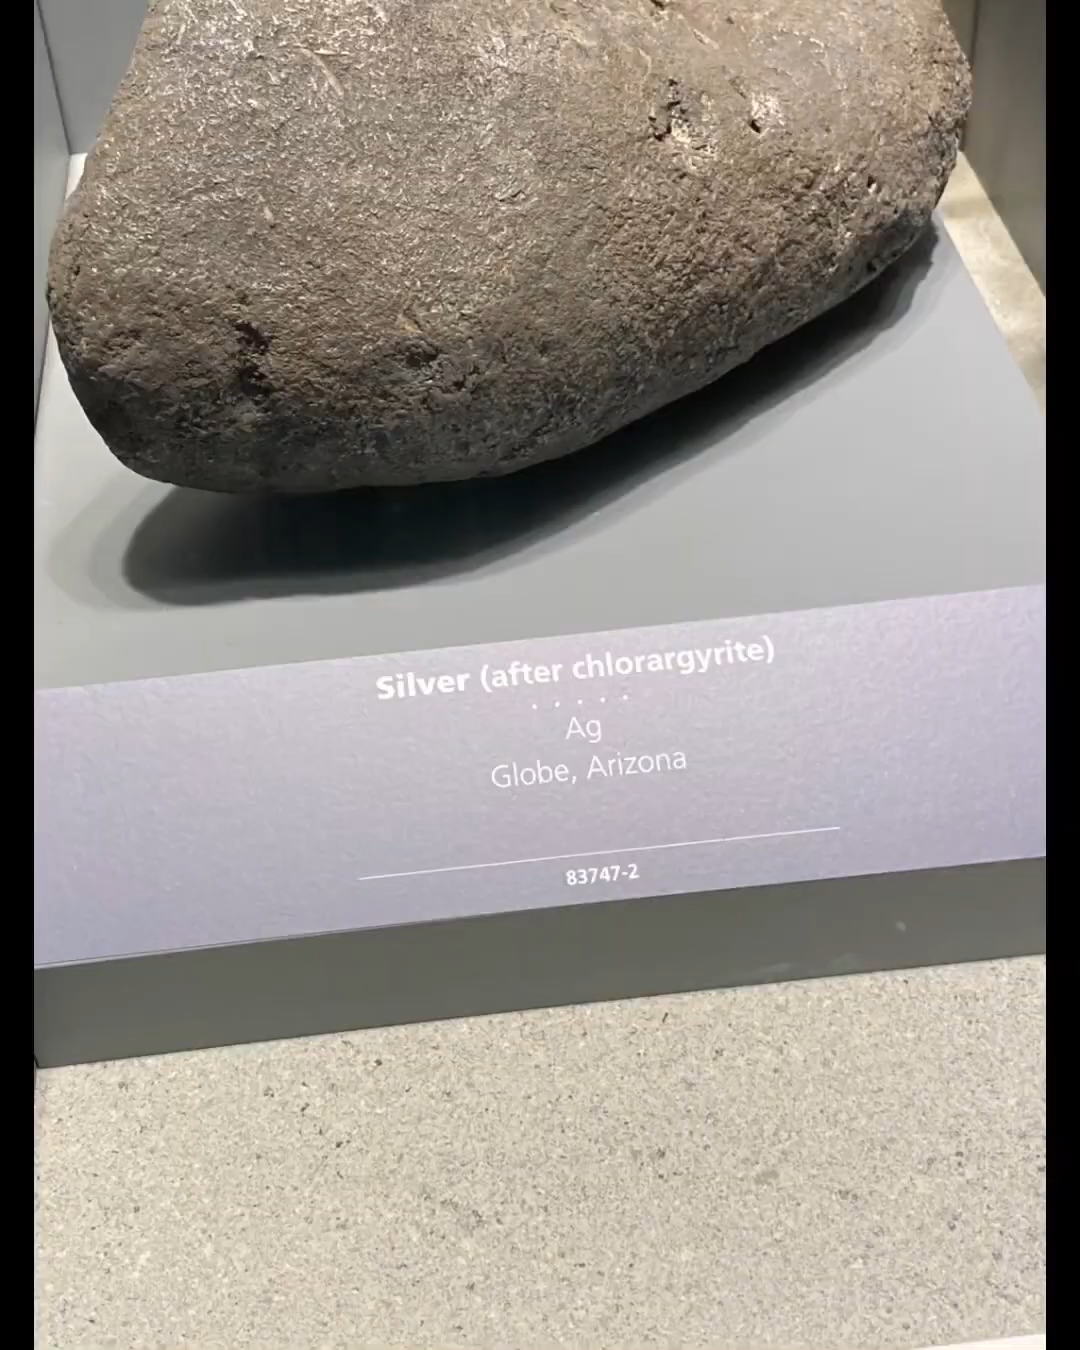 Silver (after chlorargyrite)
.....
Ag
Globe, Arizona
83747-2